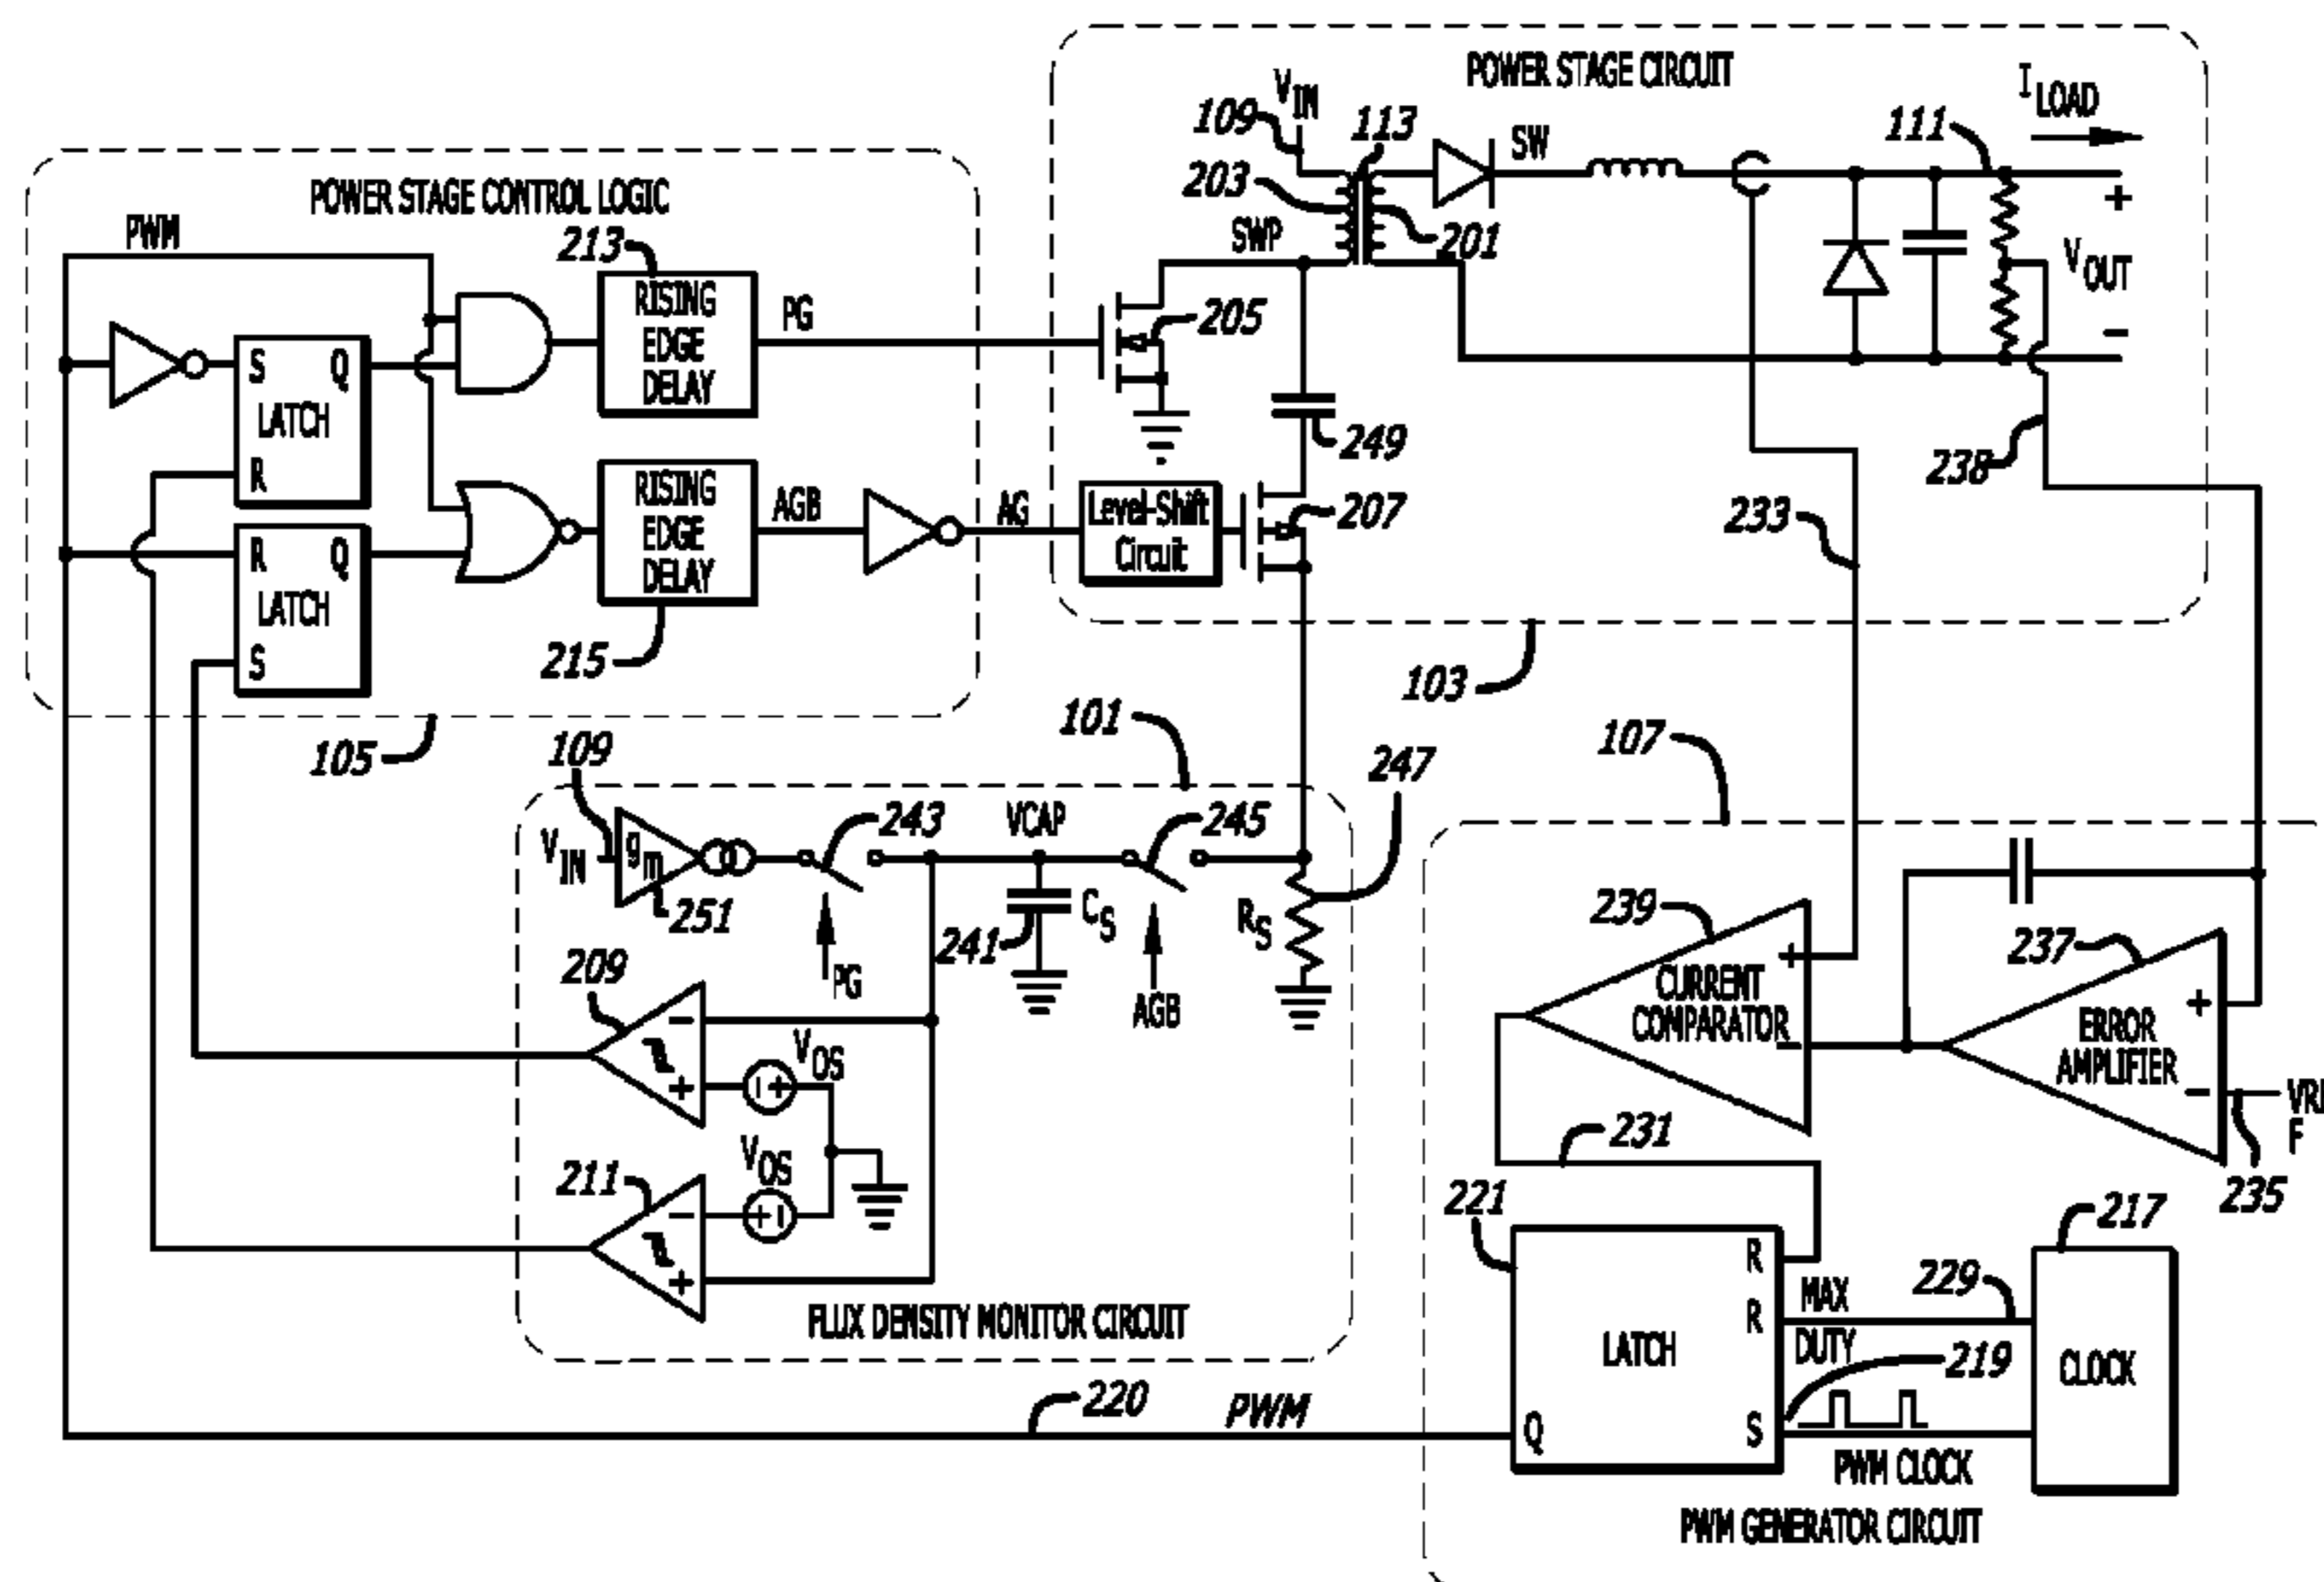 POWER STAGE CIRCUIT
V IN
109
113
SW
111
I LOAD
203
SWP
201
+
V OUT
−
205
249
238
Level-Shift
Circuit
207
233
103
POWER STAGE CONTROL LOGIC
PWM
213
RISING
EDGE
DELAY
PG
S Q
LATCH
R
RISING
EDGE
DELAY
AGB
AG
R Q
LATCH
S
215
105
101
109
V IN
gm
251
243
VCAP
245
247
241
CS
RS
PG
AGB
209
−
+
VOS
− +
VOS
+ −
211
−
+
FLUX DENSITY MONITOR CIRCUIT
107
239
+
CURRENT
COMPARATOR
−
237
+
ERROR
AMPLIFIER
−
F
235
231
221
R
R
LATCH
Q
S
MAX
DUTY
229
219
217
CLOCK
PWM CLOCK
220
PWM
PWM GENERATOR CIRCUIT